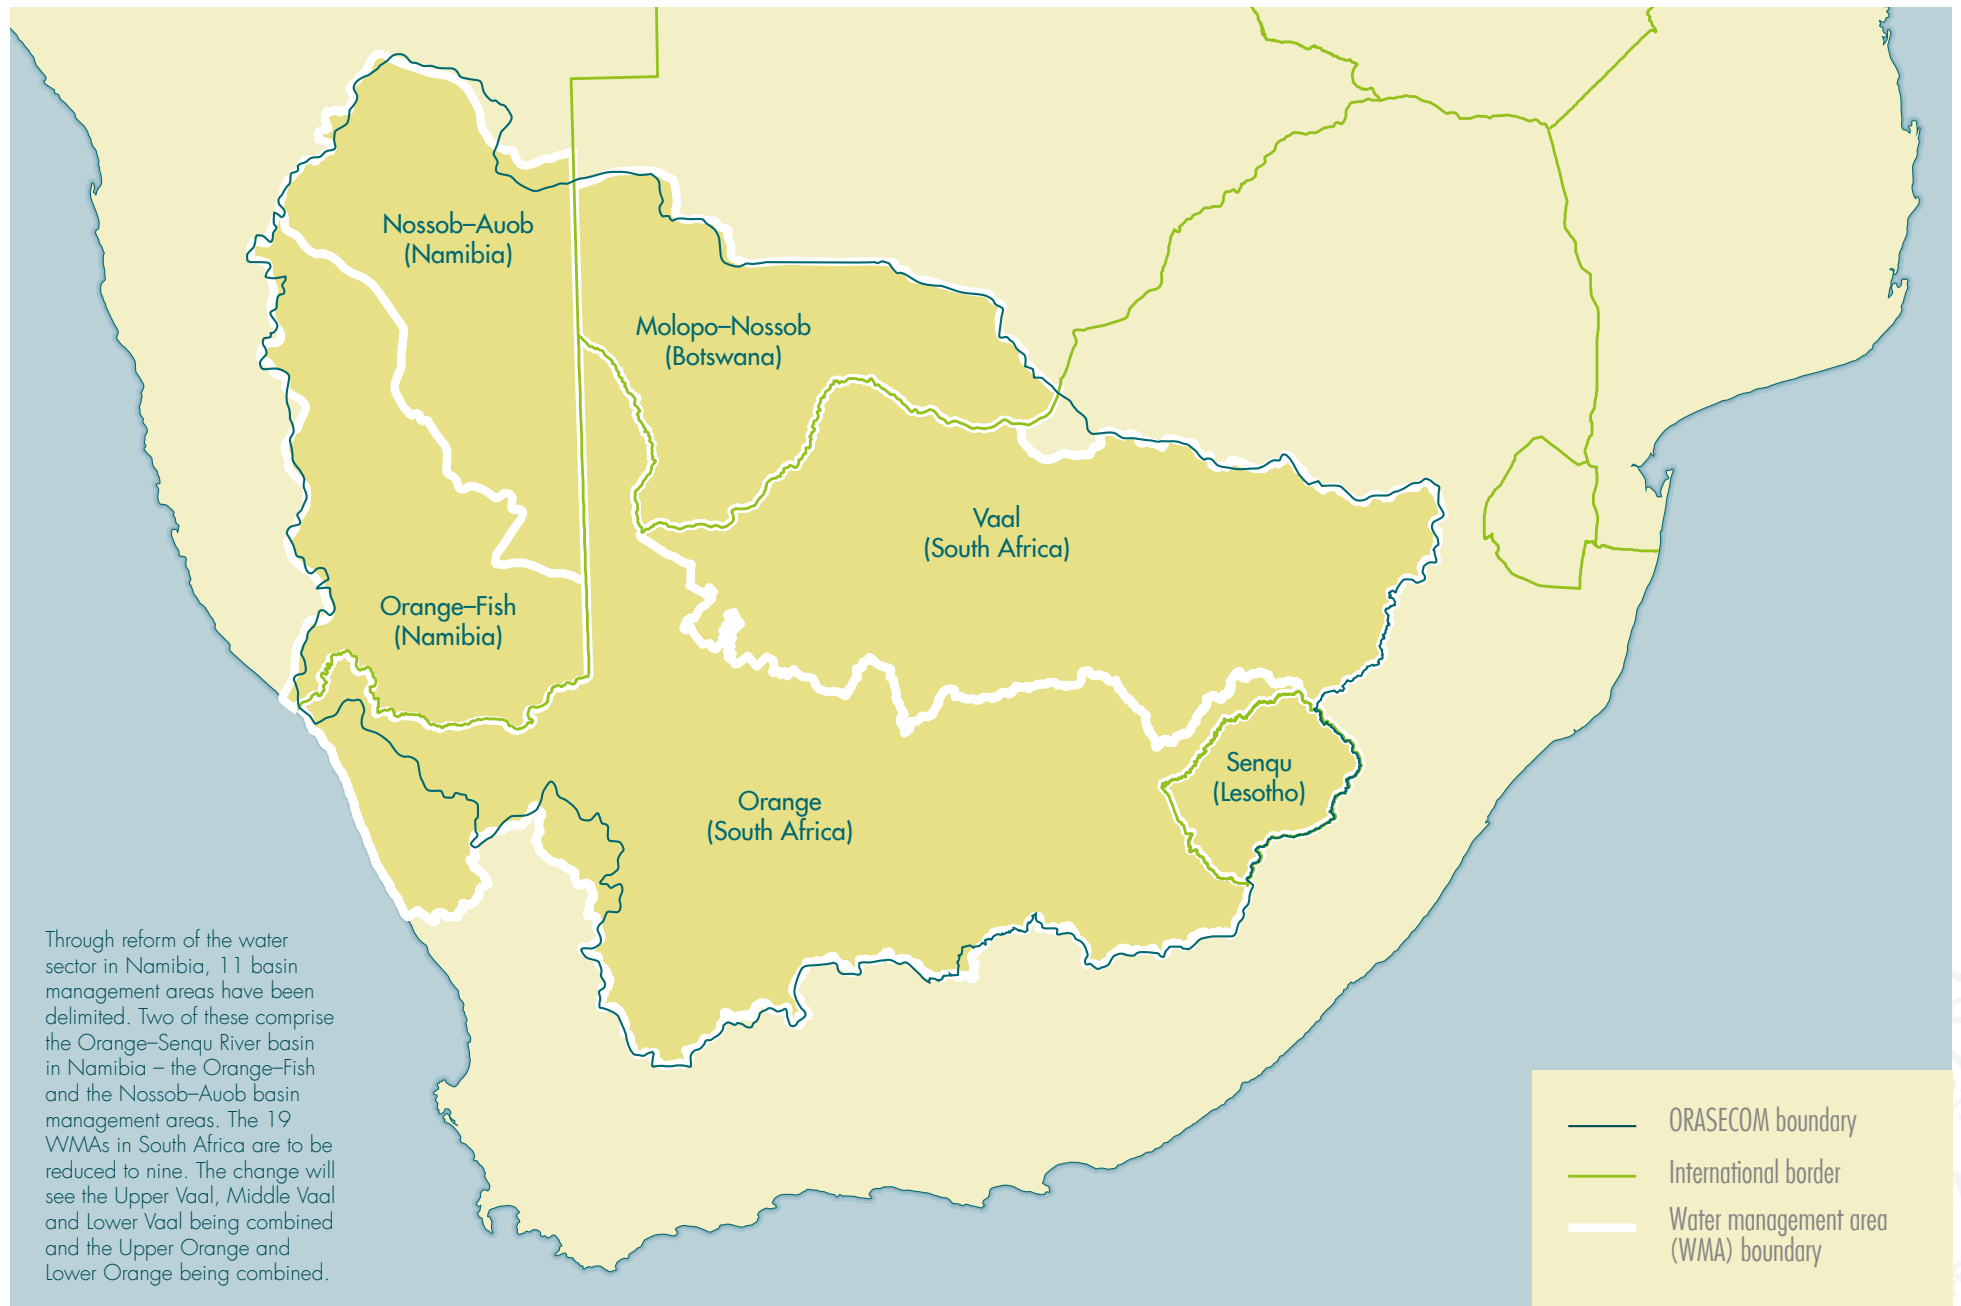 Nossob–Auob
(Namibia)
Molopo–Nossob
(Botswana)
Vaal
(South Africa)
Orange–Fish
(Namibia)
Senqu
(Lesotho)
Orange
(South Africa)
Through reform of the water
sector in Namibia, 11 basin
management areas have been
delimited. Two of these comprise
the Orange–Senqu River basin
in Namibia – the Orange–Fish
and the Nossob–Auob basin
management areas. The 19
WMAs in South Africa are to be
reduced to nine. The change will
see the Upper Vaal, Middle Vaal
and Lower Vaal being combined
and the Upper Orange and
Lower Orange being combined.
ORASECOM boundary
International border
Water management area
(WMA) boundary